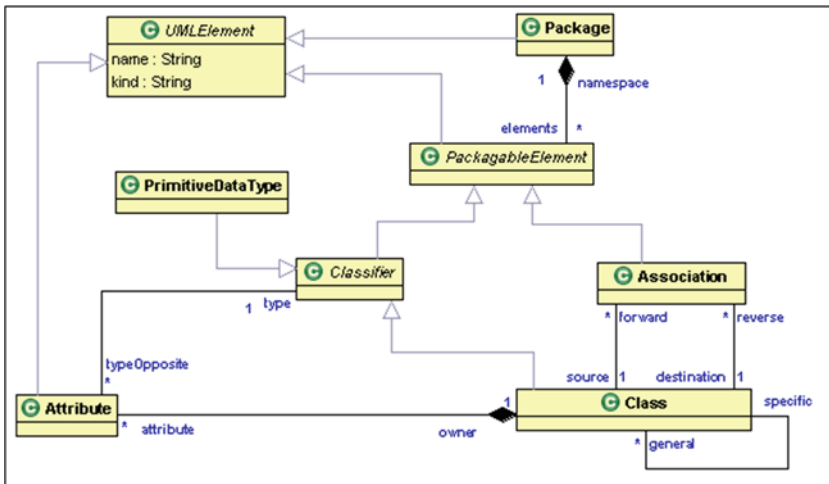 UMLElement
name : String
kind : String
Package
1
namespace
elements
*
PackagableElement
PrimitiveDataType
Classifier
1
type
Association
*
forward
*
reverse
typeOpposite
*
source
1
destination
1
Attribute
*
attribute
owner
1
Class
specific
*
general